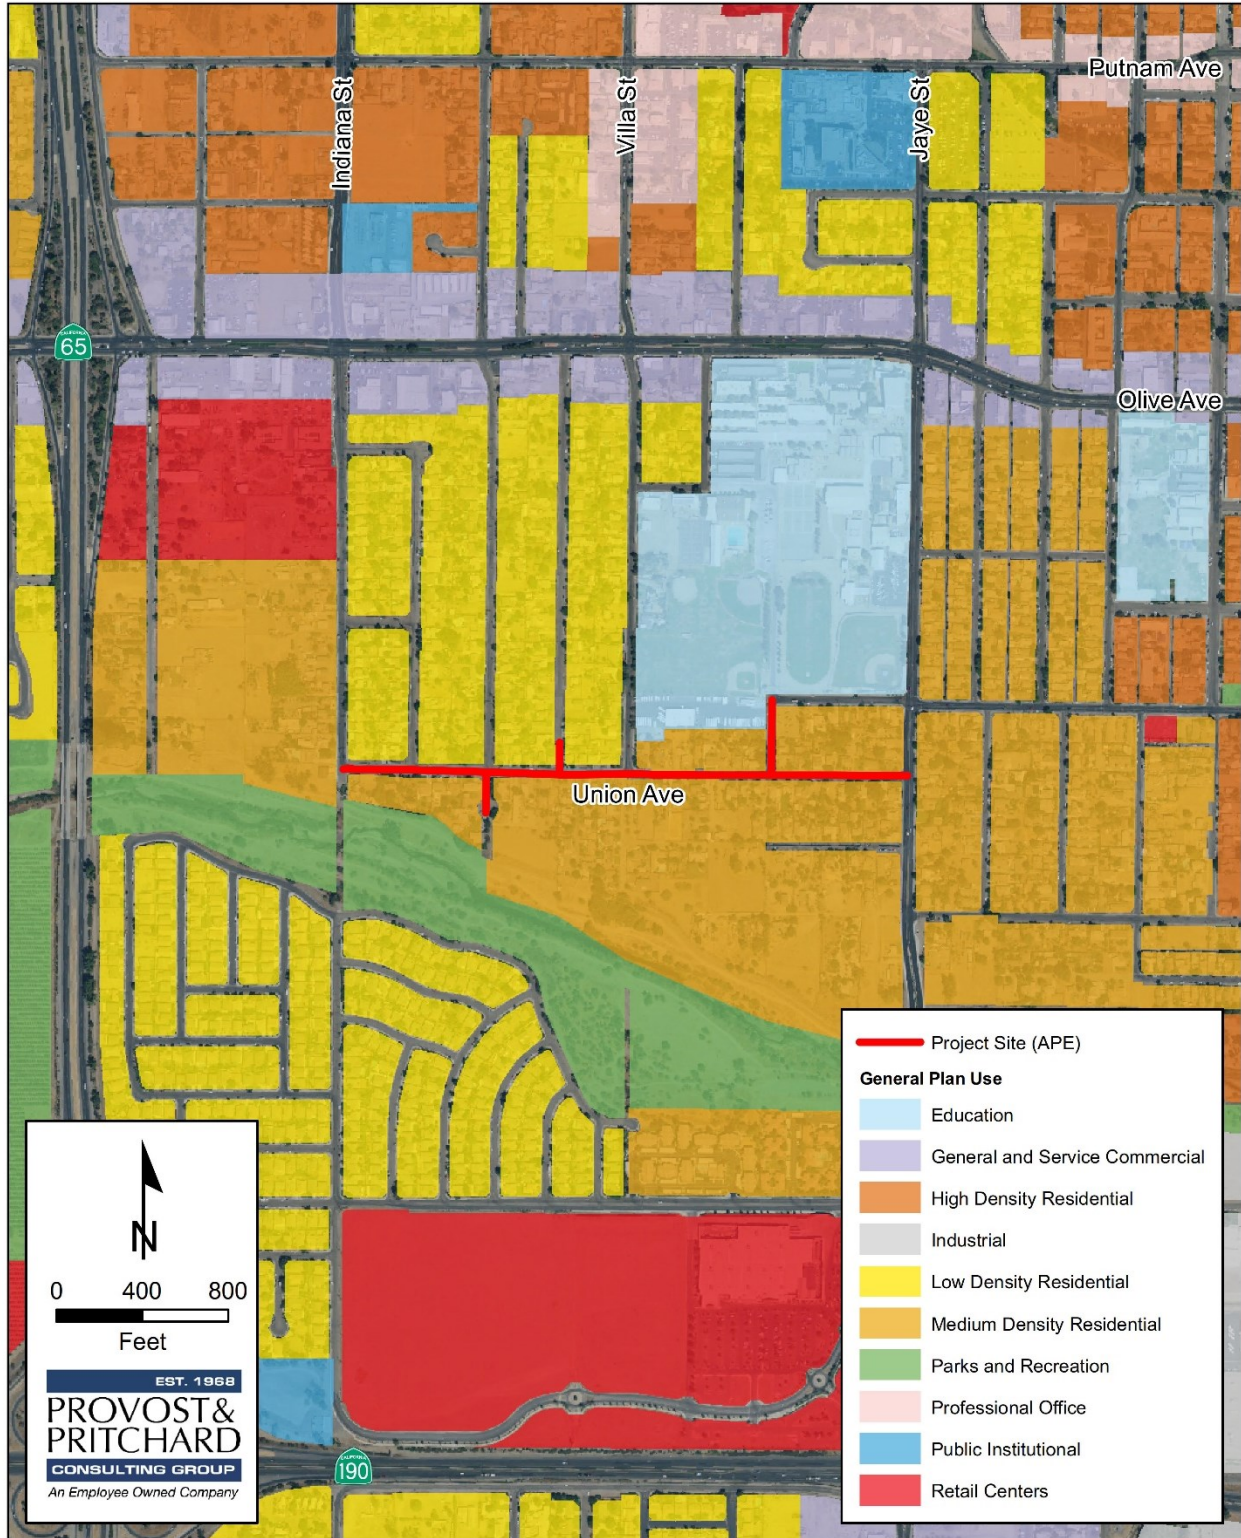 Putnam Ave
Indiana St
Villa St
Jaye St
CALIFORNIA
65
Olive Ave
Union Ave
Project Site (APE)
General Plan Use
Education
General and Service Commercial
High Density Residential
Industrial
Low Density Residential
Medium Density Residential
Parks and Recreation
Professional Office
Public Institutional
Retail Centers
N
0 400 800
Feet
EST. 1968
PROVOST&
PRITCHARD
CONSULTING GROUP
An Employee Owned Company
CALIFORNIA
190